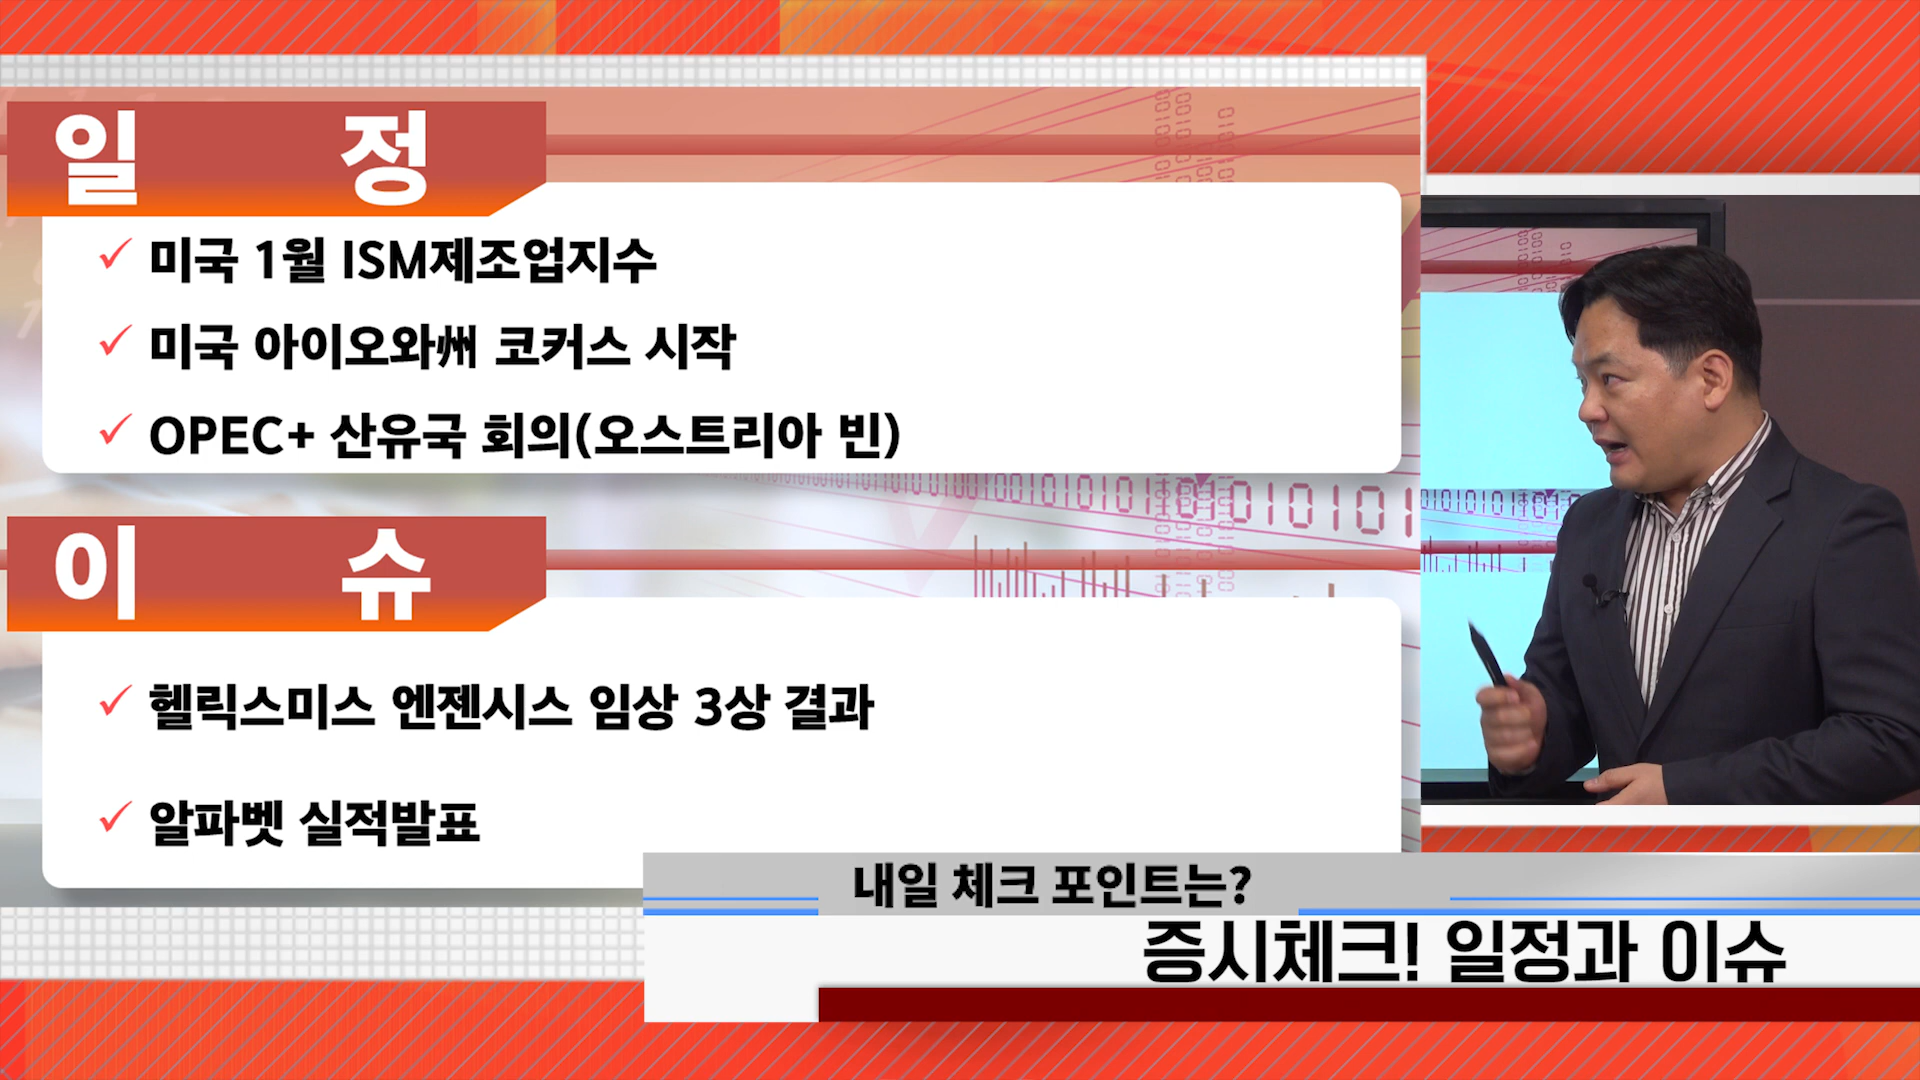 일 정
미국 1월 ISM제조업지수
미국 아이오와州 코커스 시작
OPEC+ 산유국 회의(오스트리아 빈)
이 슈
헬릭스미스 엔젠시스 임상 3상 결과
알파벳 실적발표
내일 체크 포인트는?
증시체크! 일정과 이슈